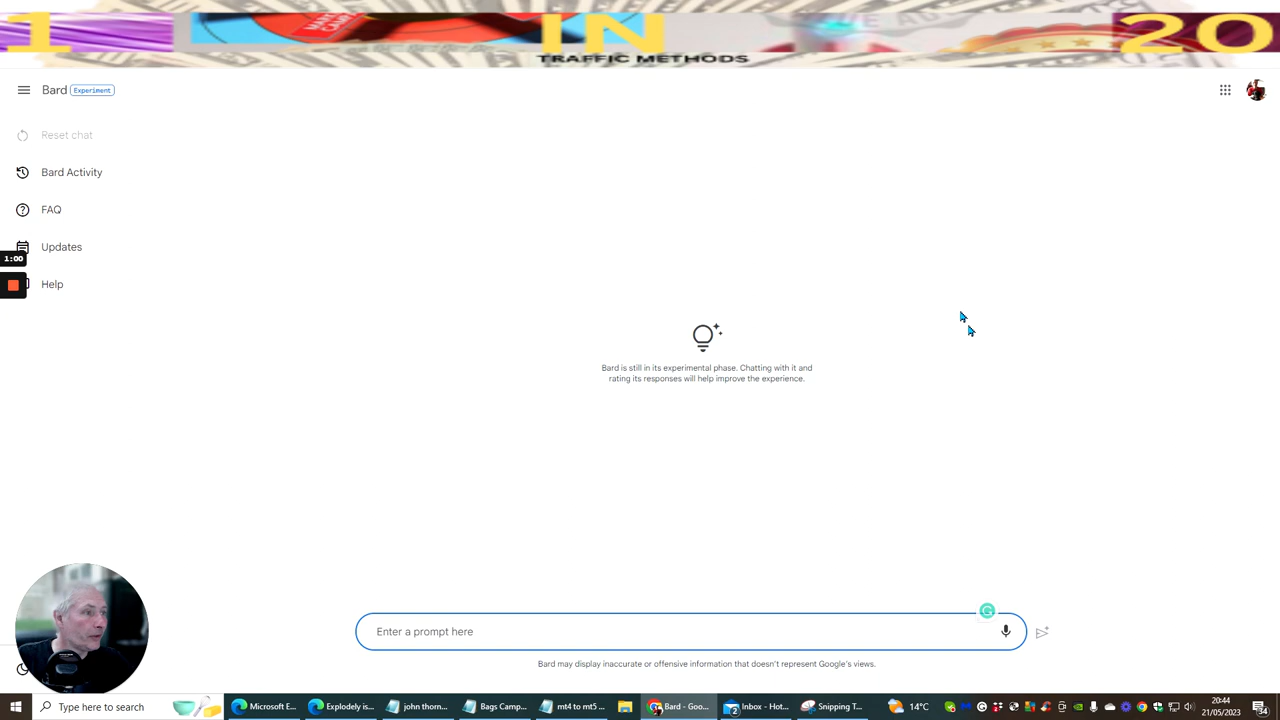 1 IN 20
TRAFFIC METHODS
Bard Experiment
Reset chat
Bard Activity
FAQ
Updates
1:00
Help
Bard is still in its experimental phase. Chatting with it and
rating its responses will help improve the experience.
Enter a prompt here
Bard may display inaccurate or offensive information that doesn't represent Google's views.
Type here to search
Microsoft E...
Explodely is...
john thorn...
Bags Camp...
mt4 to mt5 ...
Bard - Goo...
2
Inbox - Hot...
Snipping T...
14°C
20:44
21/05/2023